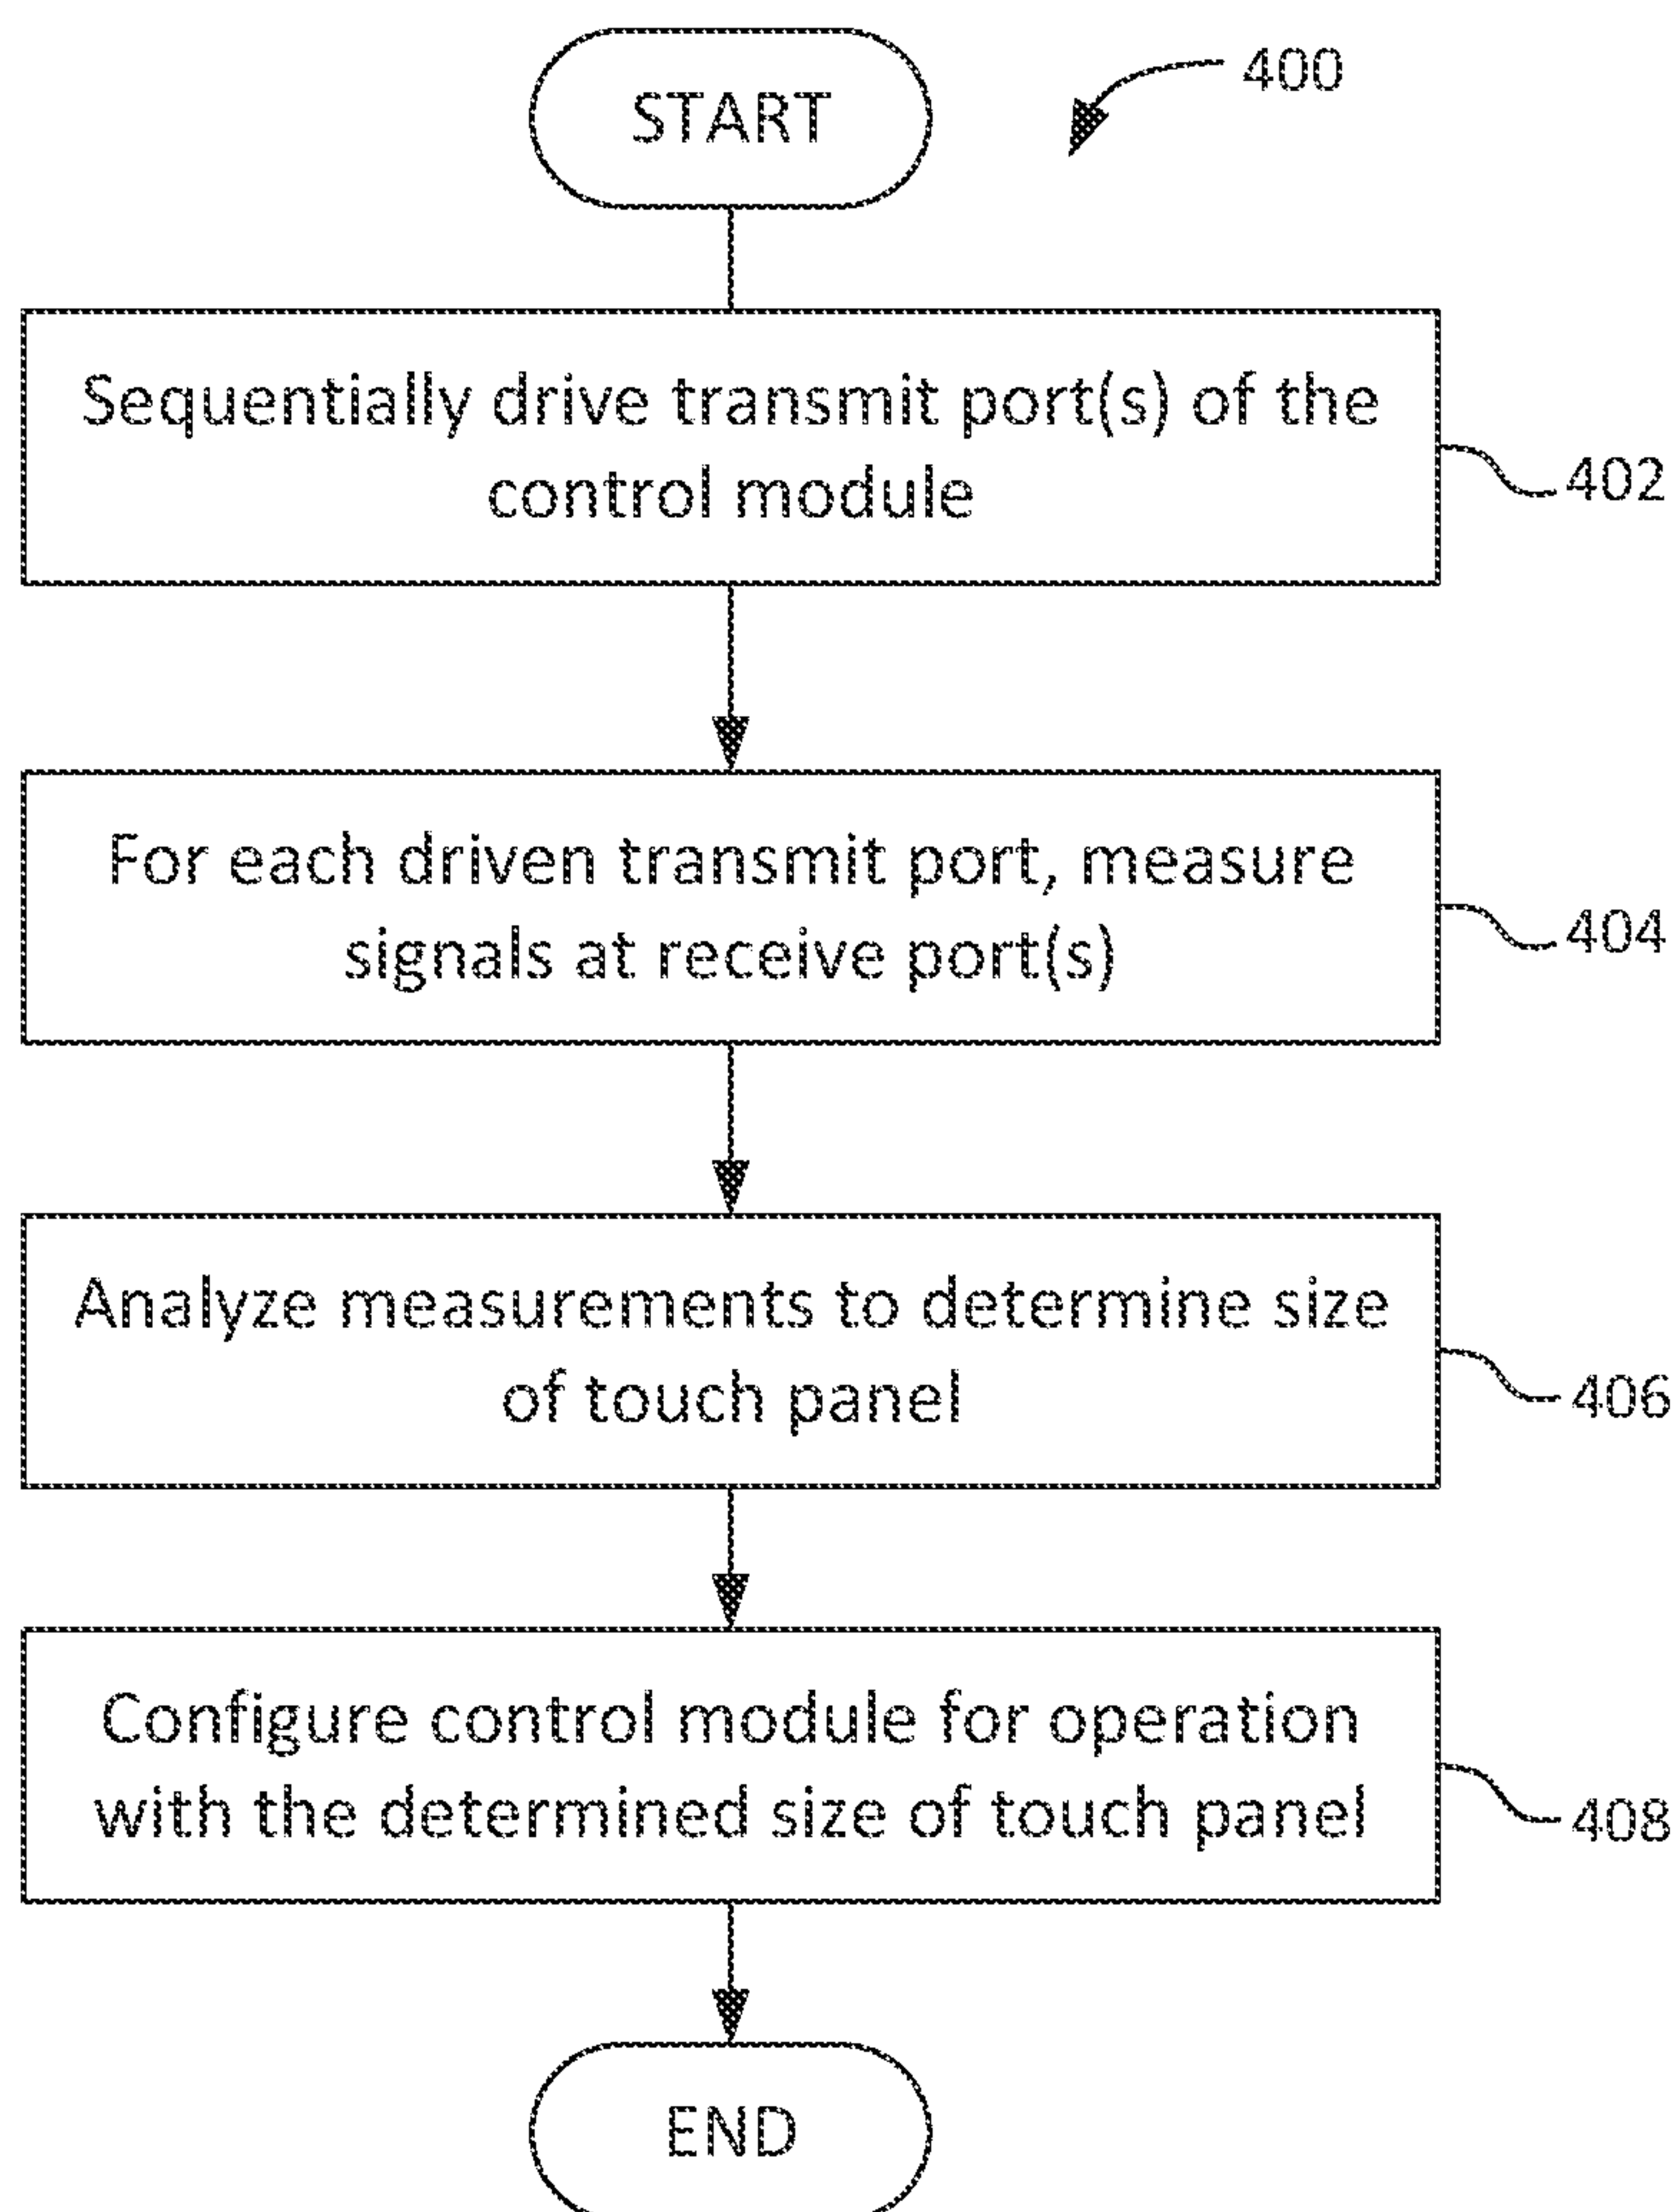 START
400
Sequentially drive transmit port(s) of the
control module
402
For each driven transmit port, measure
signals at receive port(s)
404
Analyze measurements to determine size
of touch panel
406
Configure control module for operation
with the determined size of touch panel
408
END